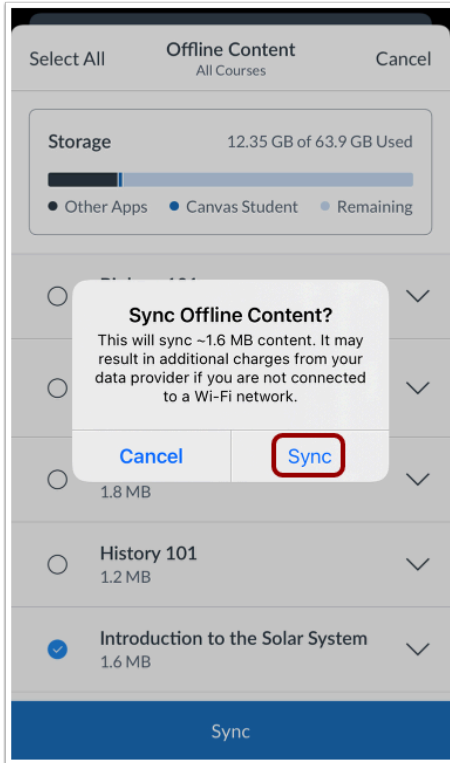 Select All
Offline Content
Cancel
All Courses
Storage
12.35 GB of 63.9 GB Used
Other Apps
Canvas Student
Remaining
Sync Offline Content?
This will sync ~1.6 MB content. It may
result in additional charges from your
data provider if you are not connected
to a Wi-Fi network.
Cancel
Sync
1.8 MB
History 101
1.2 MB
Introduction to the Solar System
1.6 MB
Sync